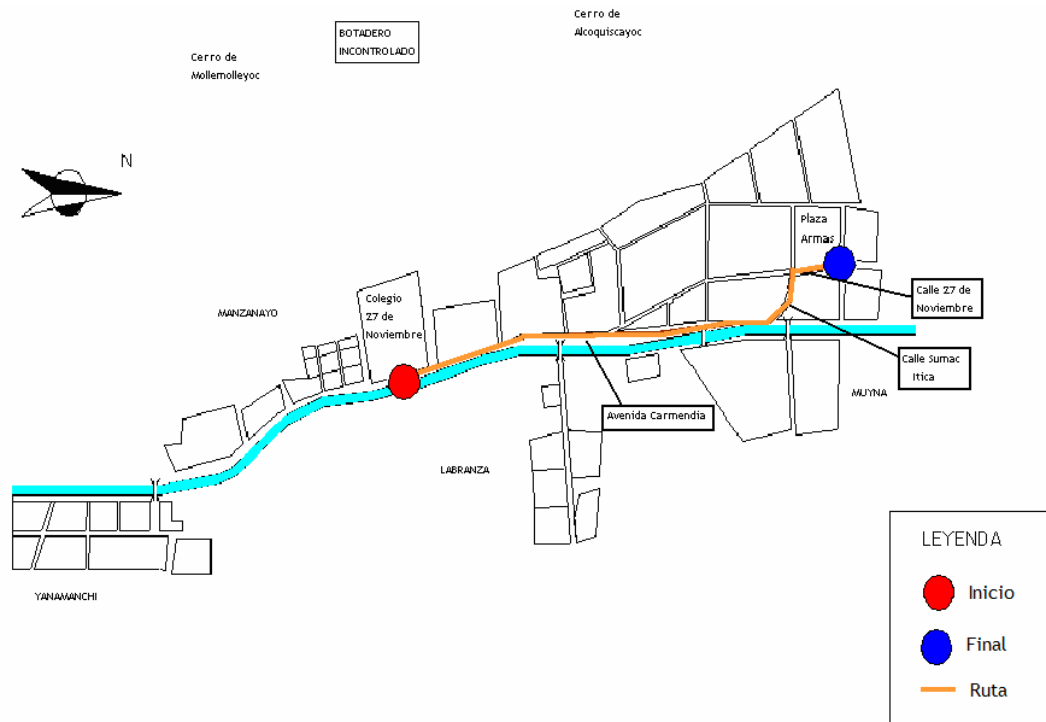 Cerro de
Mollemolleyoc
BOTADERO
INCONTROLADO
Cerro de
Alcoquiscayoc
N
Plaza
Armas
Colegio
27 de
Noviembre
MANZANAYO
Calle 27 de
Noviembre
Calle Sumac
Itica
MUYNA
Avenida Carmendia
LABRANZA
YANAMANCHI
LEYENDA
Inicio
Final
Ruta